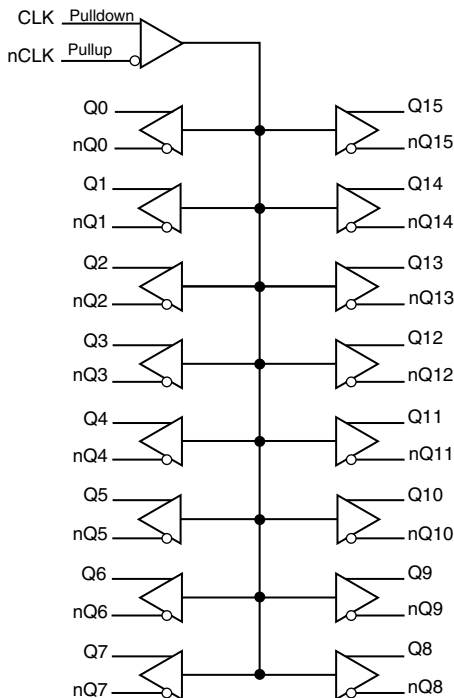 CLK Pulldown
nCLK Pullup
Q0 Q15
nQ0 nQ15
Q1 Q14
nQ1 nQ14
Q2 Q13
nQ2 nQ13
Q3 Q12
nQ3 nQ12
Q4 Q11
nQ4 nQ11
Q5 Q10
nQ5 nQ10
Q6 Q9
nQ6 nQ9
Q7 Q8
nQ7 nQ8